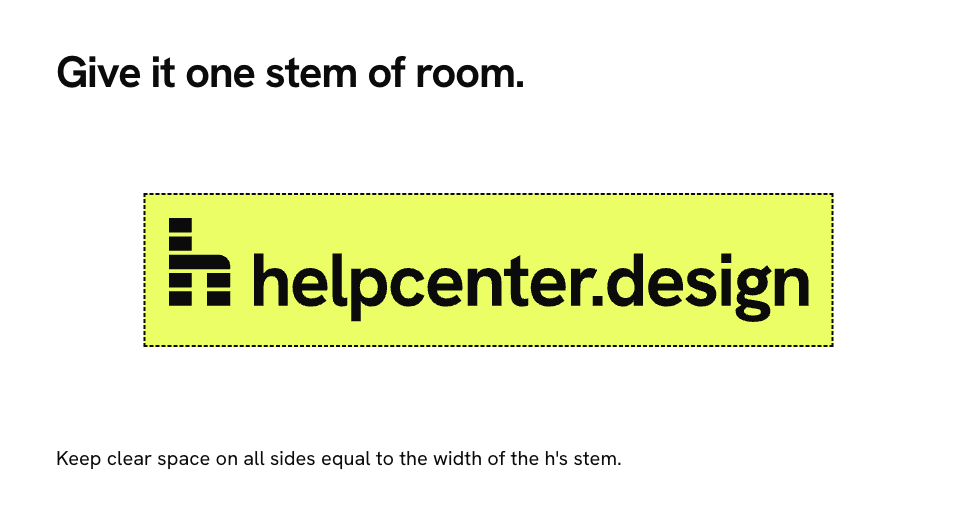 Give it one stem of room.
h helpcenter.design
Keep clear space on all sides equal to the width of the h's stem.